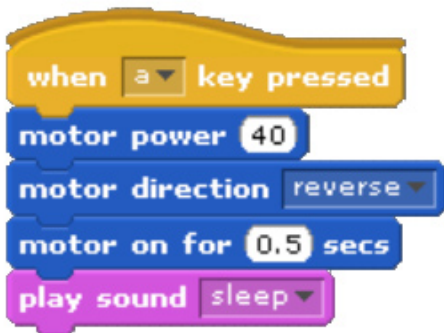 when a key pressed
motor power 40
motor direction reverse
motor on for 0.5 secs
play sound sleep